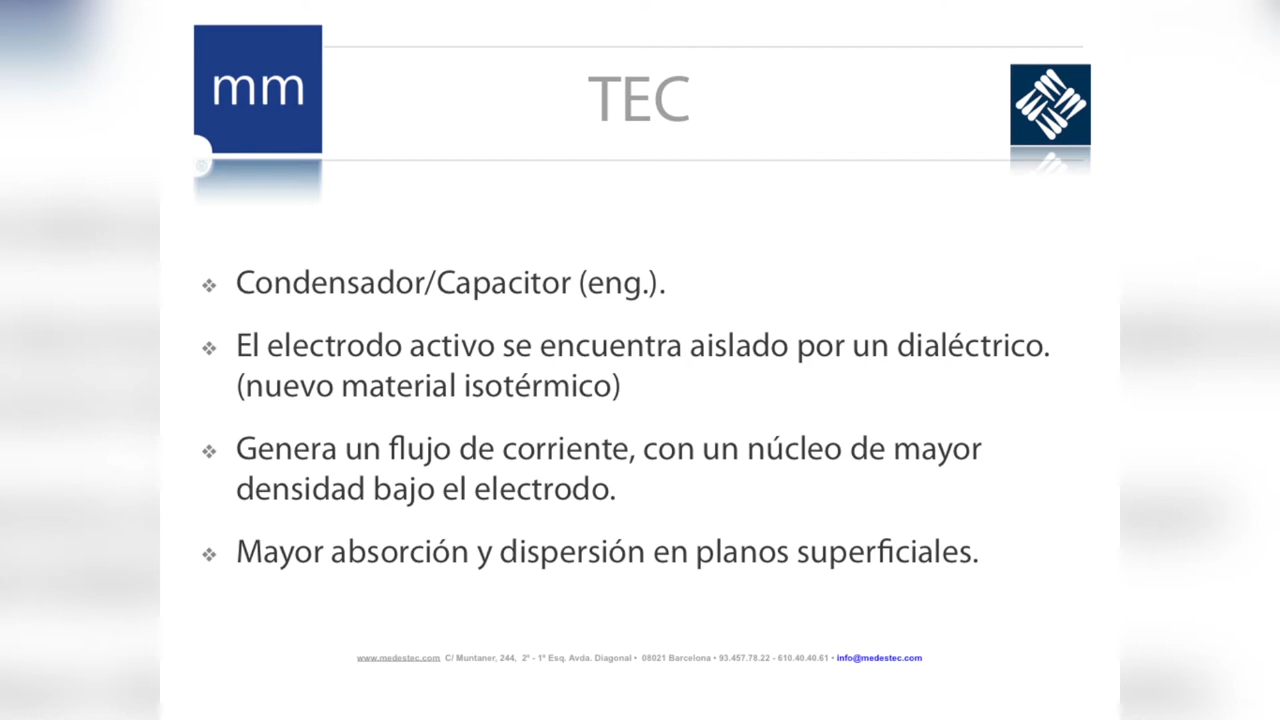 mm
TEC
Condensador/Capacitor (eng.).
El electrodo activo se encuentra aislado por un dialéctrico.
(nuevo material isotérmico)
Genera un flujo de corriente, con un núcleo de mayor
densidad bajo el electrodo.
Mayor absorción y dispersión en planos superficiales.
www.medestec.com C/ Muntaner, 244, 2º - 1º Esq. Avda. Diagonal • 08021 Barcelona • 93.457.78.22 - 610.40.40.61 • info@medestec.com